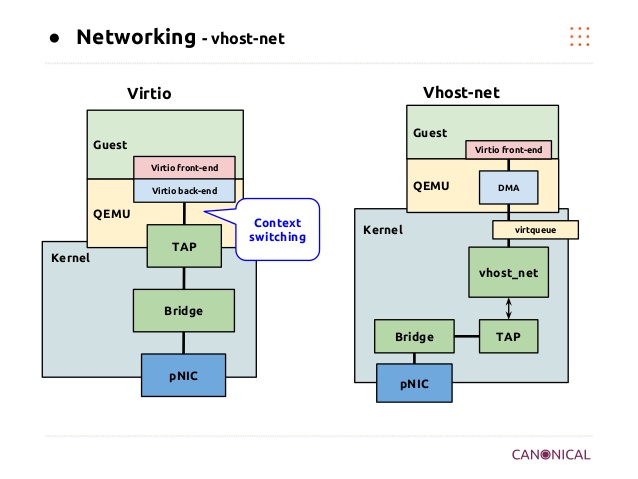 ● Networking - vhost-net
Virtio
Guest
Virtio front-end
Virtio back-end
QEMU
Context
switching
TAP
Kernel
Bridge
pNIC
Vhost-net
Guest
Virtio front-end
QEMU
DMA
Kernel
virtqueue
vhost_net
Bridge
TAP
pNIC
CANONICAL